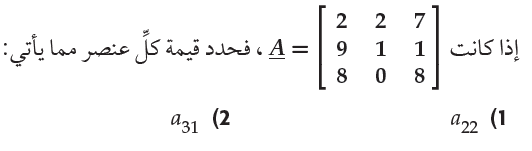 إذا كانت A = [2 2 7
9 1 1
8 0 8] ، فحدد قيمة كلِّ عنصر مما يأتي:
(1 a22 (2 a31